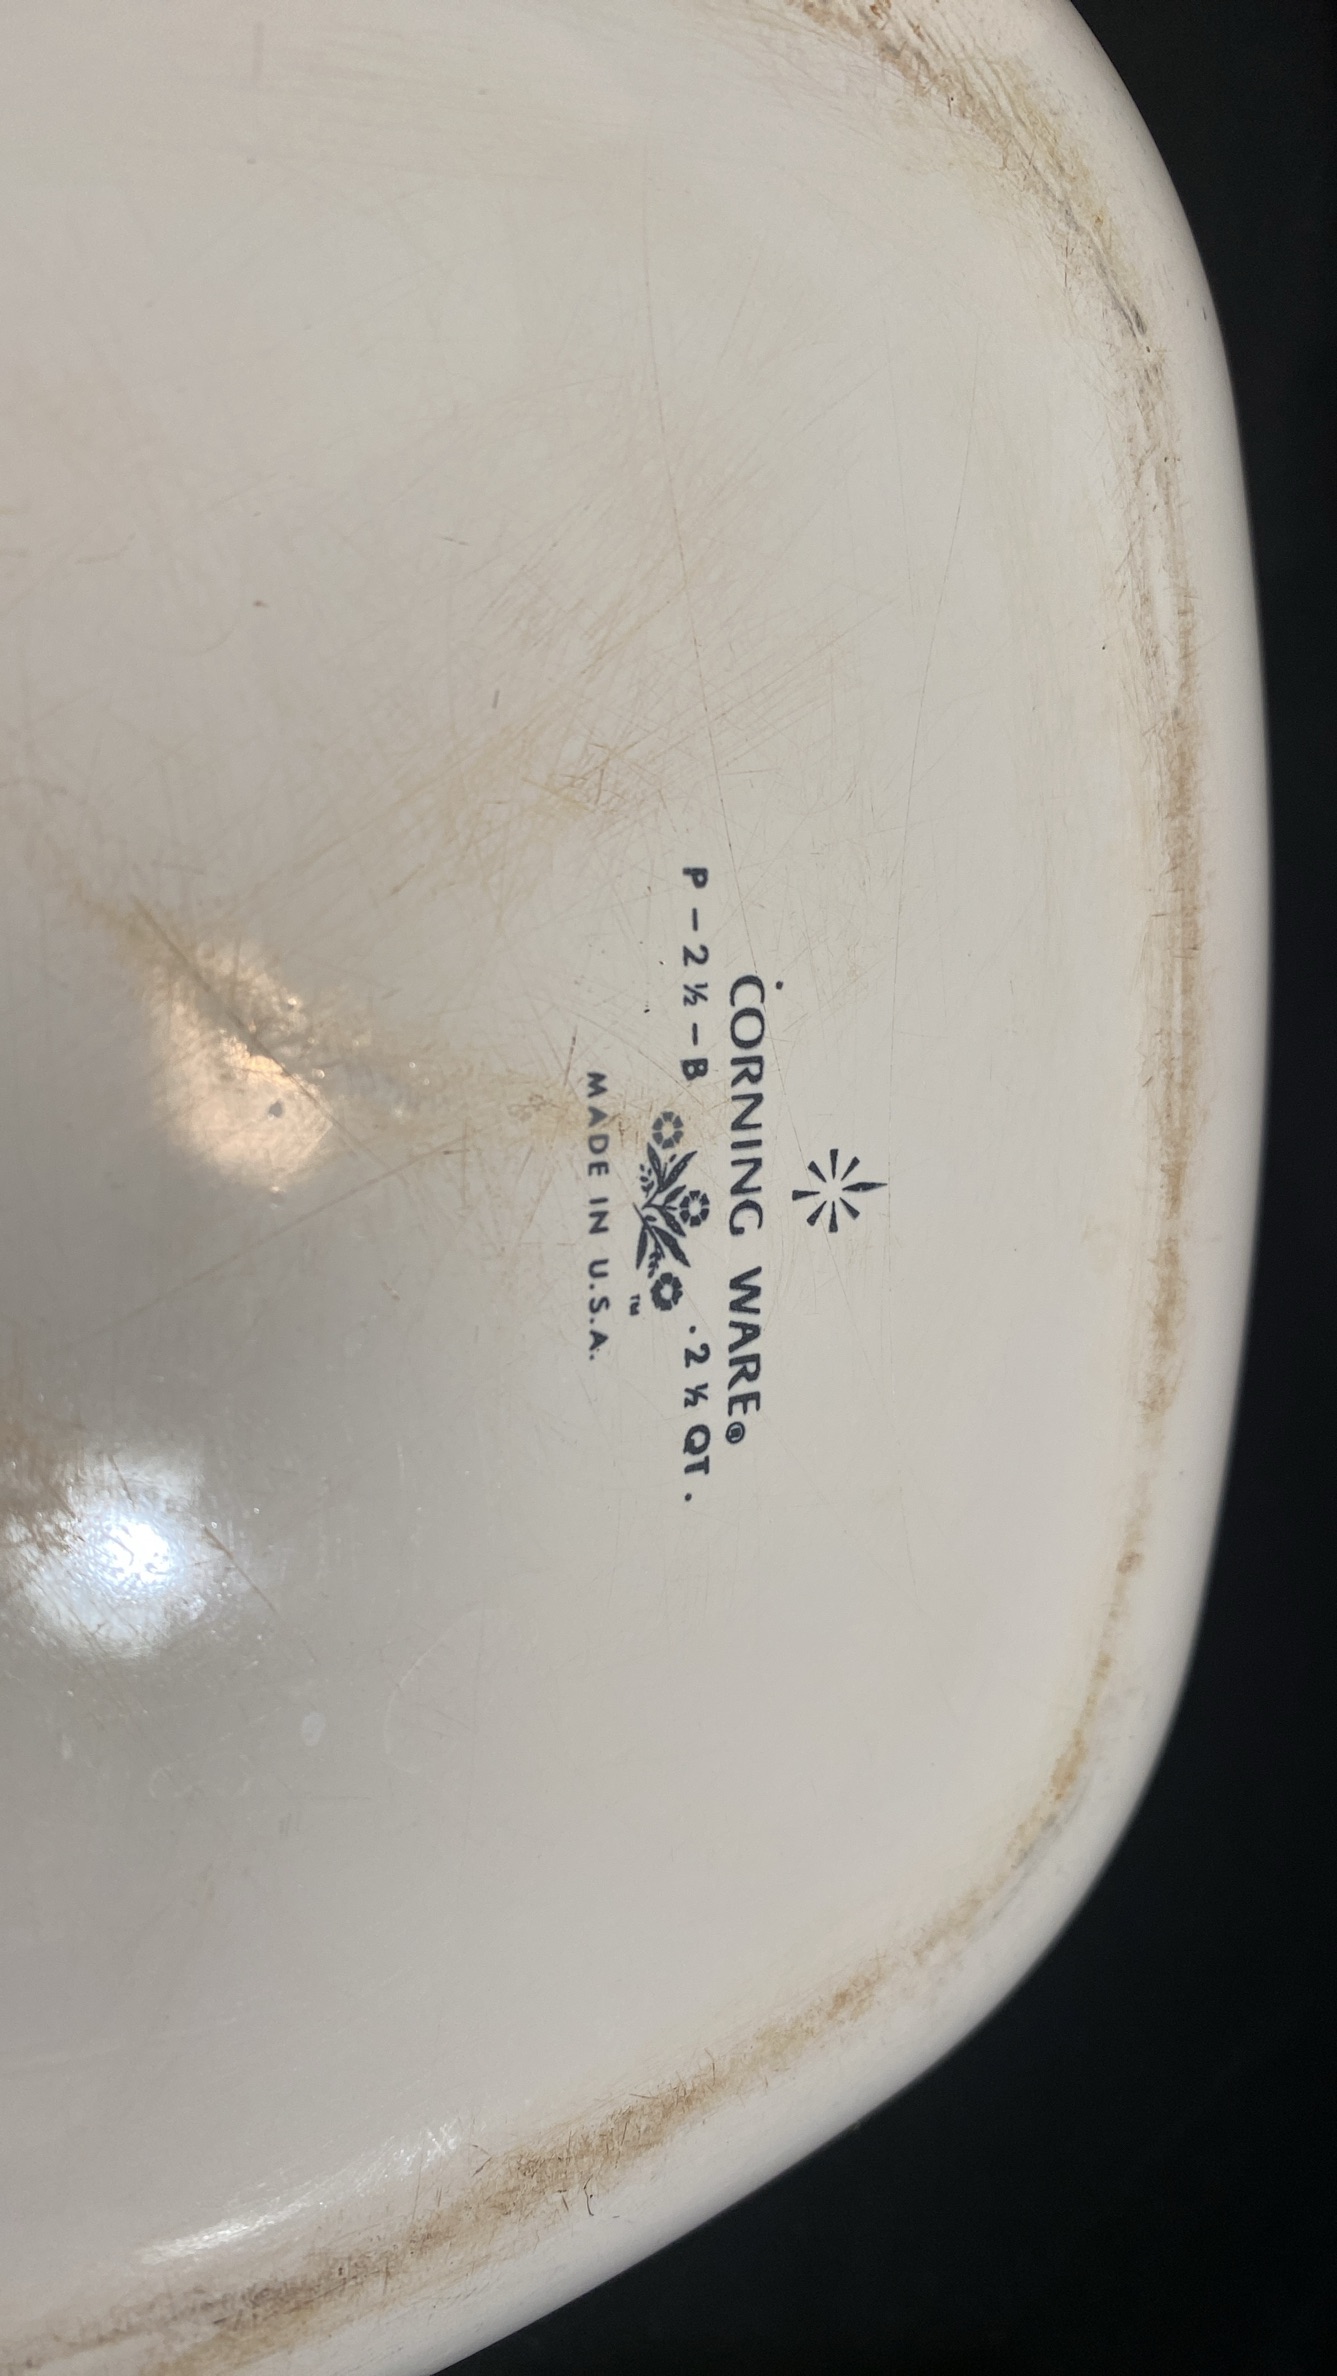 CORNING WARE®
P-2½-B · 2½ QT.
™
MADE IN U.S.A.